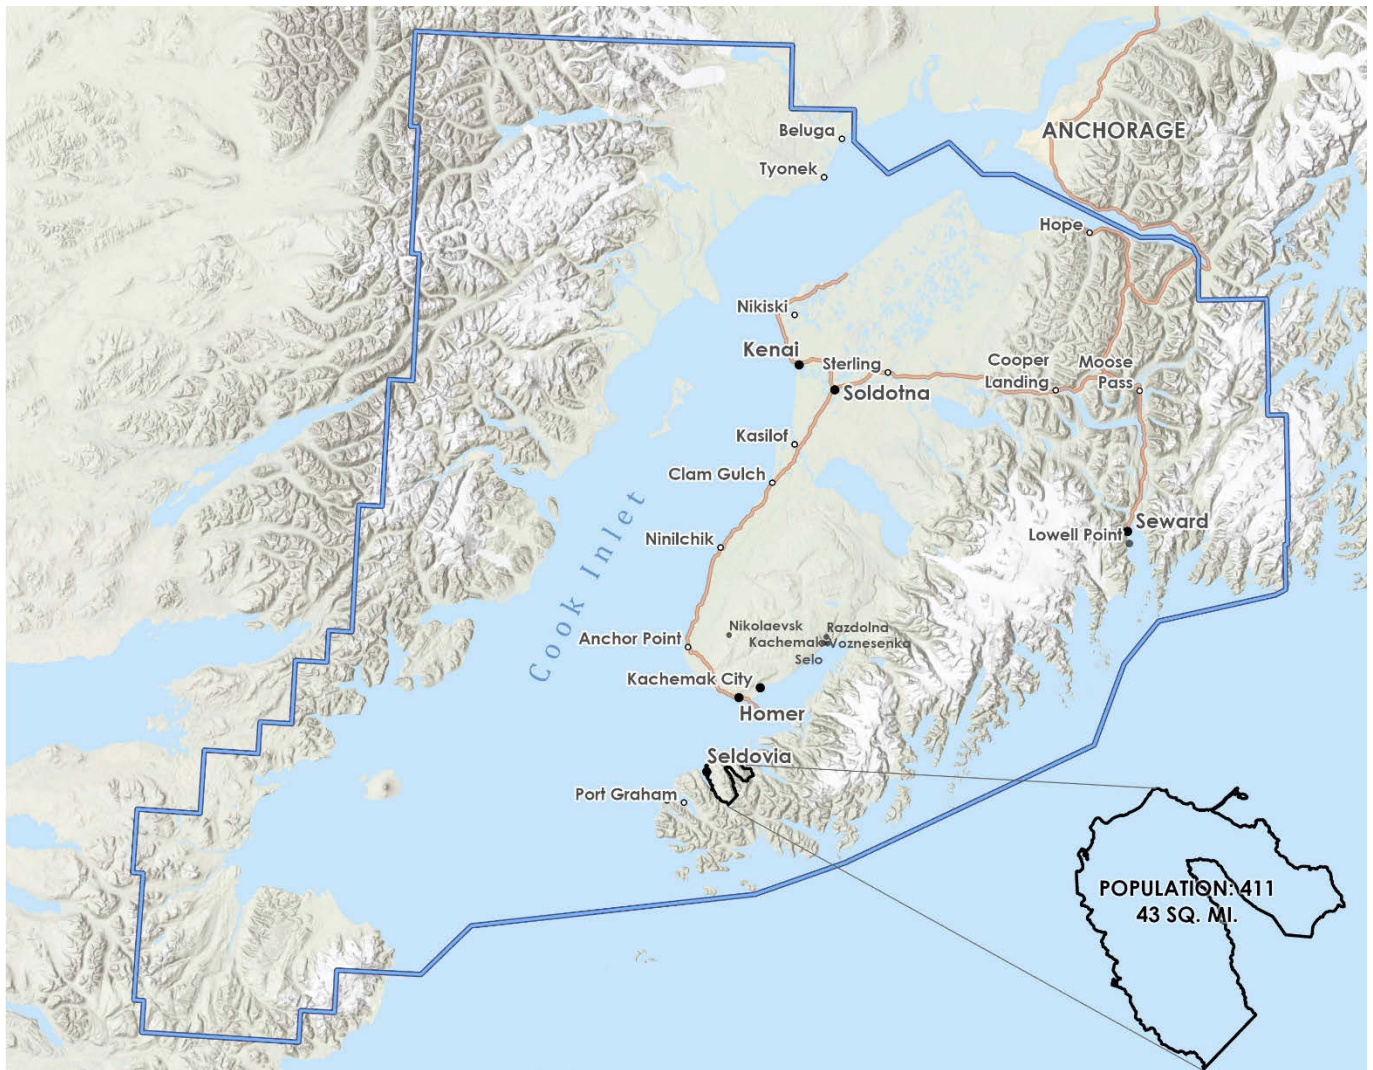 Beluga
ANCHORAGE
Tyonek
Hope
Nikiski
Kenai
Sterling
Cooper
Landing
Moose
Pass
Soldotna
Kasilof
Clam Gulch
Cook Inlet
Ninilchik
Seward
Lowell Point
Nikolaevsk
Razdolna
Anchor Point
Kachemak
Selo
Voznesenka
Kachemak City
Homer
Seldovia
Port Graham
POPULATION: 411
43 SQ. MI.